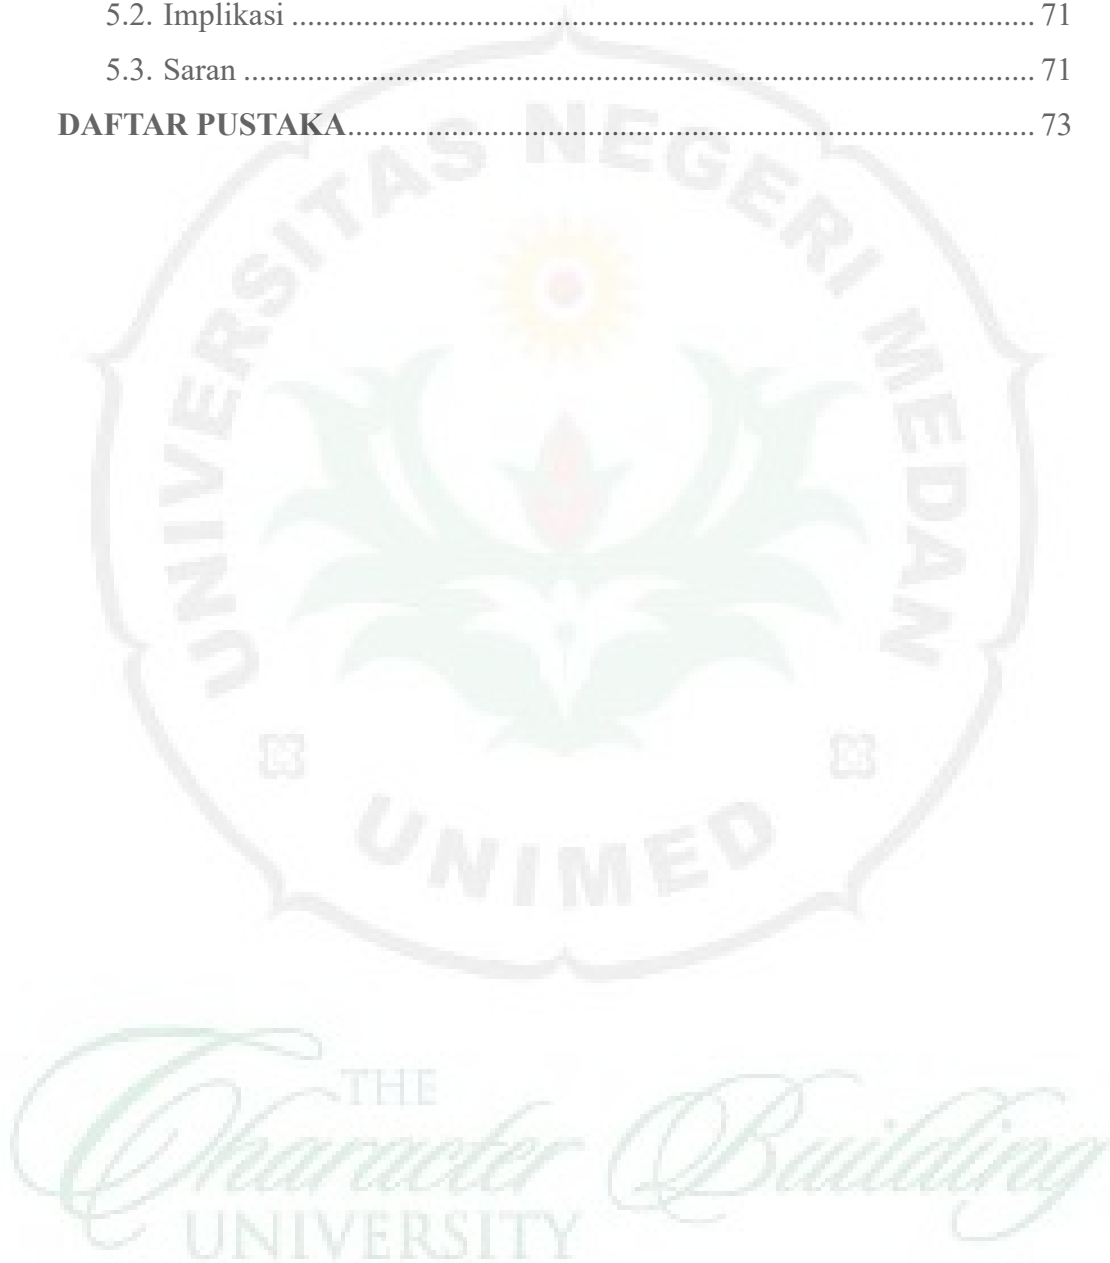 5.2. Implikasi ........................................................................................ 71
5.3. Saran .............................................................................................. 71
DAFTAR PUSTAKA.................................................................................. 73
UNIVERSITAS NEGERI MEDAN
UNIMED
THE
Character Building
UNIVERSITY